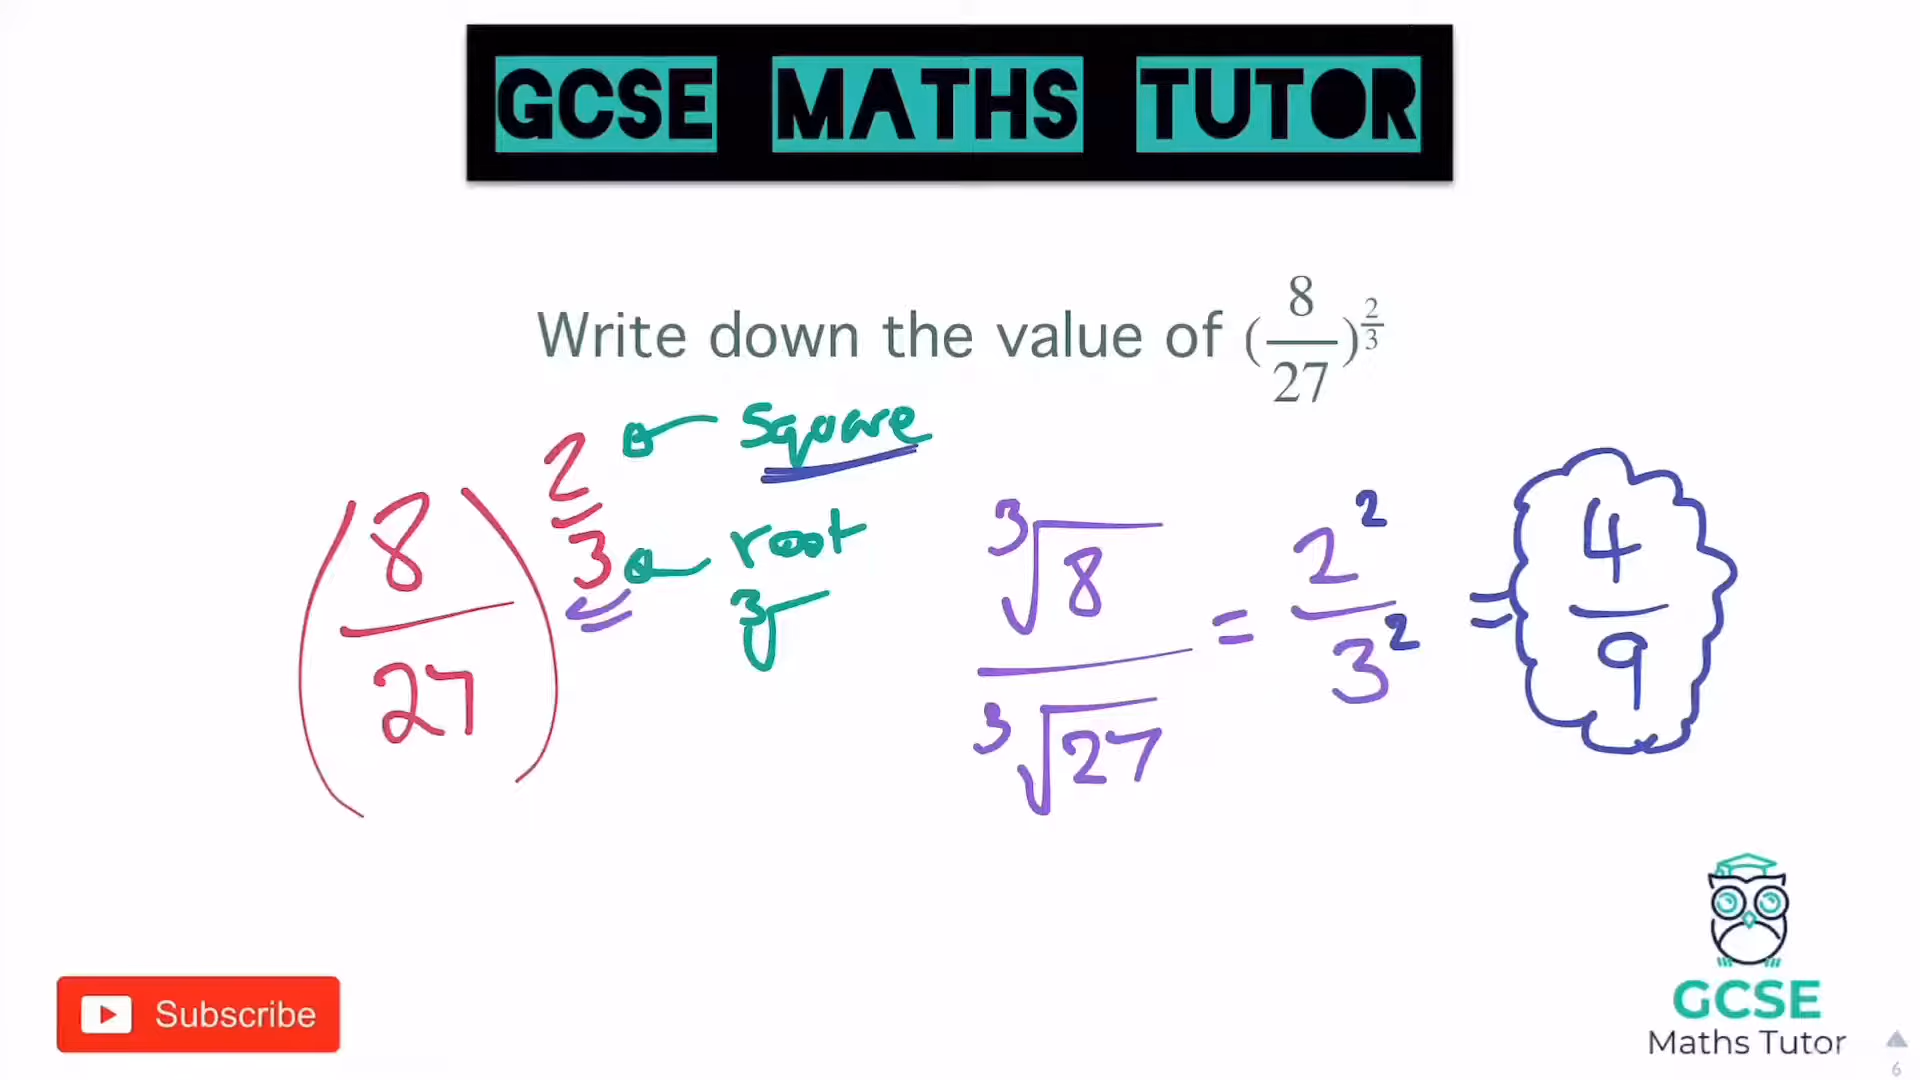 GCSE MATHS TUTOR
Write down the value of (8/27)^2/3
(8/27)^2/3
square
root
3√
∛8 / ∛27 = 2² / 3² = 4/9
Subscribe
GCSE
Maths Tutor
6